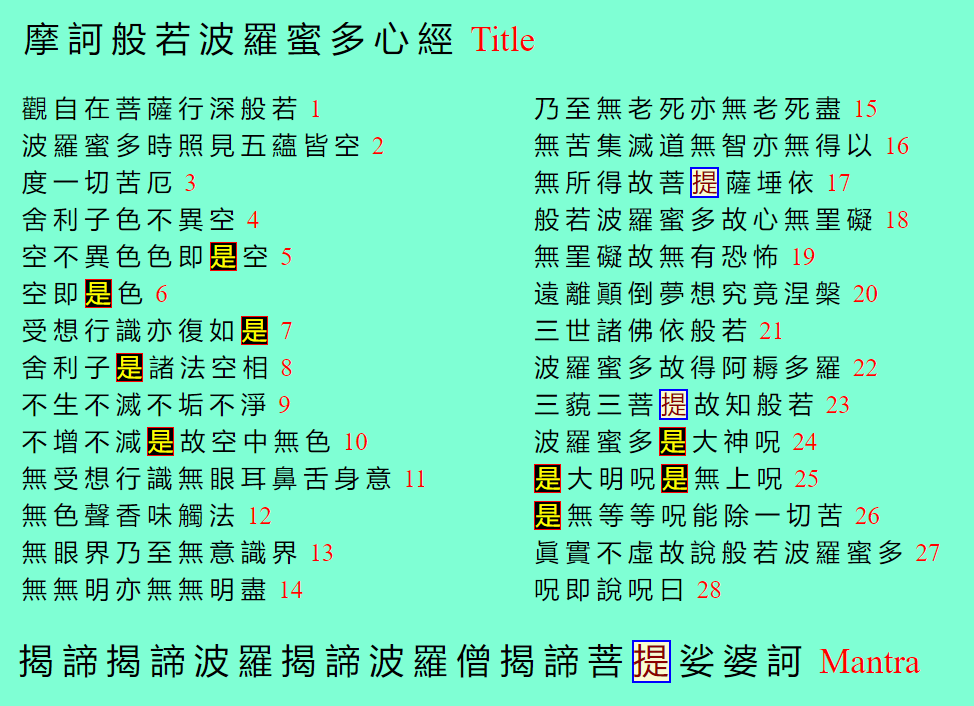 摩訶般若波羅蜜多心經 Title
觀自在菩薩行深般若 1
波羅蜜多時照見五蘊皆空 2
度一切苦厄 3
舍利子色不異空 4
空不異色色即是空 5
空即是色 6
受想行識亦復如是 7
舍利子是諸法空相 8
不生不滅不垢不淨 9
不增不減是故空中無色 10
無受想行識無眼耳鼻舌身意 11
無色聲香味觸法 12
無眼界乃至無意識界 13
無無明亦無無明盡 14
乃至無老死亦無老死盡 15
無苦集滅道無智亦無得以 16
無所得故菩提薩埵依 17
般若波羅蜜多故心無罣礙 18
無罣礙故無有恐怖 19
遠離顚倒夢想究竟涅槃 20
三世諸佛依般若 21
波羅蜜多故得阿耨多羅 22
三藐三菩提故知般若 23
波羅蜜多是大神呪 24
是大明呪是無上呪 25
是無等等呪能除一切苦 26
眞實不虛故說般若波羅蜜多 27
呪即說呪曰 28
揭諦揭諦波羅揭諦波羅僧揭諦菩提娑婆訶 Mantra